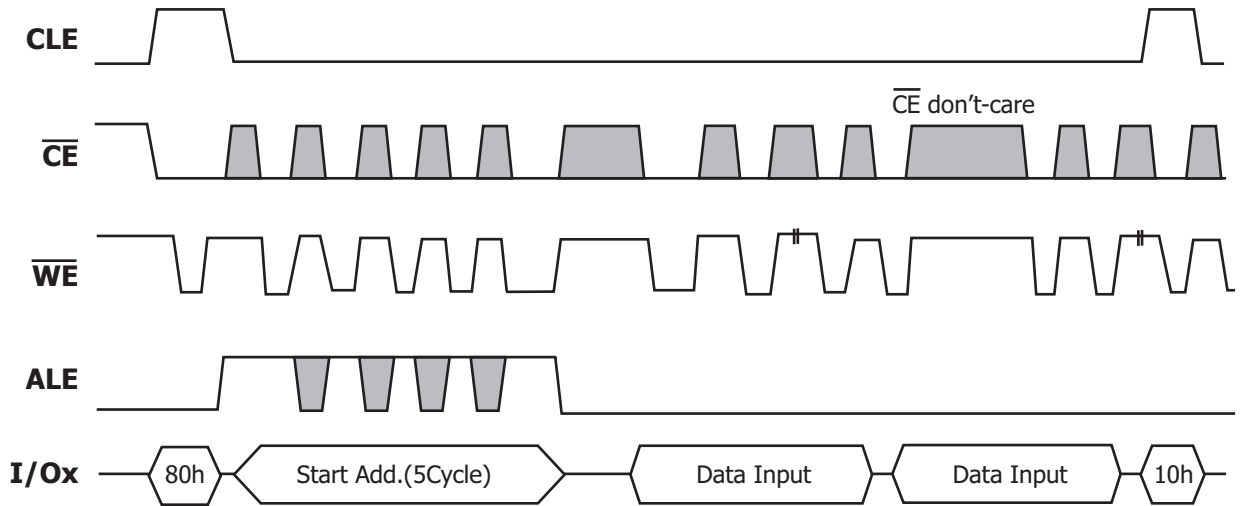 CLE
CE don’t-care
CE
WE
ALE
I/Ox
80h
Start Add.(5Cycle)
Data Input
Data Input
10h